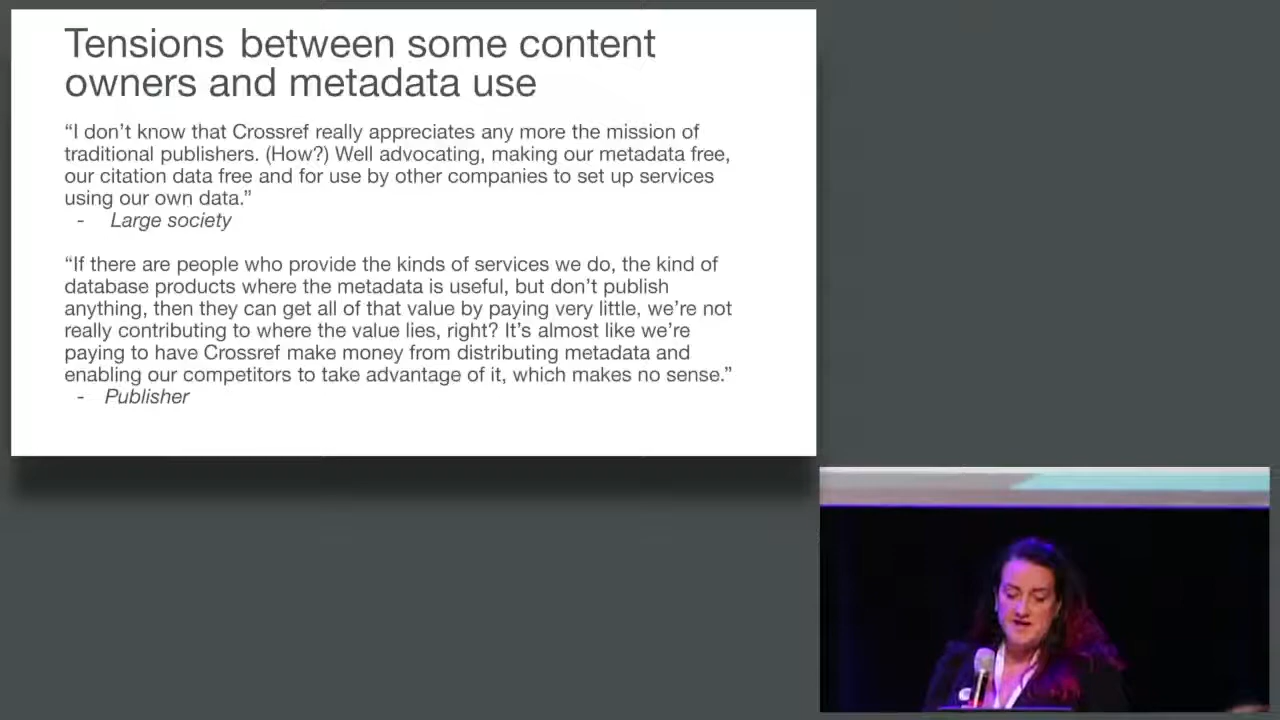 Tensions between some content
owners and metadata use
“I don’t know that Crossref really appreciates any more the mission of
traditional publishers. (How?) Well advocating, making our metadata free,
our citation data free and for use by other companies to set up services
using our own data.”
- Large society
“If there are people who provide the kinds of services we do, the kind of
database products where the metadata is useful, but don’t publish
anything, then they can get all of that value by paying very little, we’re not
really contributing to where the value lies, right? It’s almost like we’re
paying to have Crossref make money from distributing metadata and
enabling our competitors to take advantage of it, which makes no sense.”
- Publisher